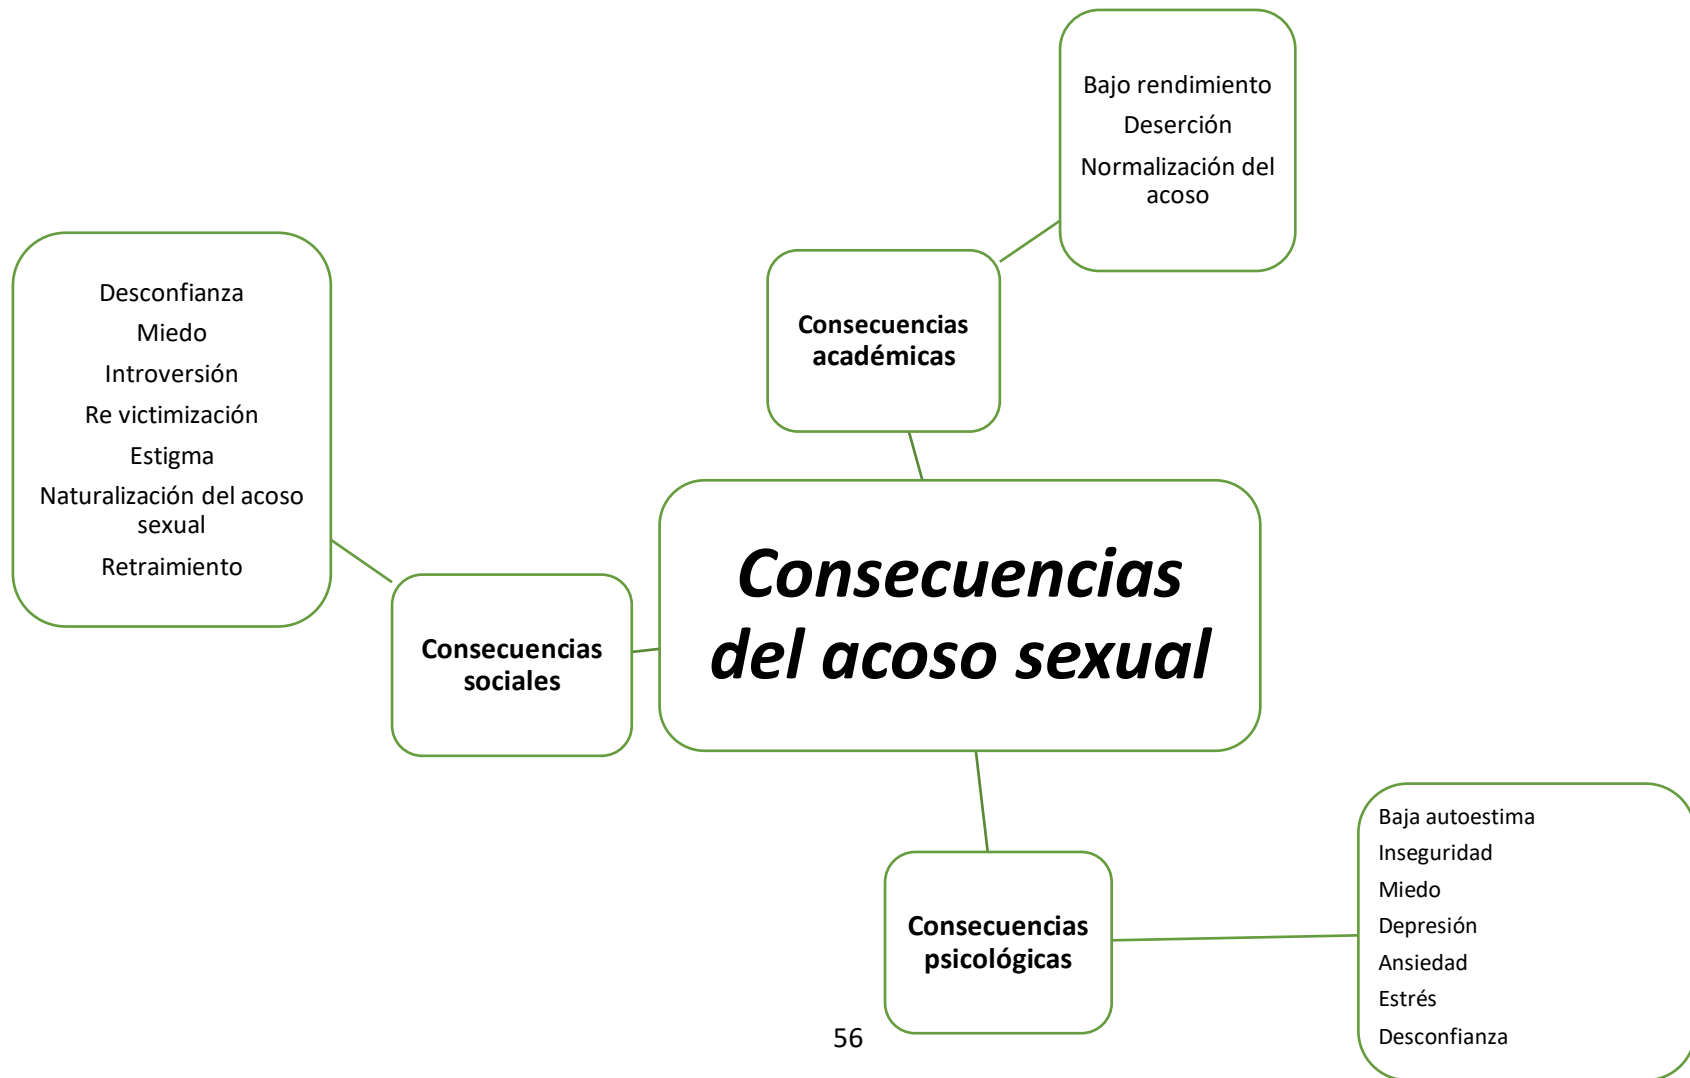 Bajo rendimiento
Deserción
Normalización del
acoso
Consecuencias
académicas
Desconfianza
Miedo
Introversión
Re victimización
Estigma
Naturalización del acoso
sexual
Retraimiento
Consecuencias
sociales
Consecuencias
del acoso sexual
Consecuencias
psicológicas
Baja autoestima
Inseguridad
Miedo
Depresión
Ansiedad
Estrés
Desconfianza
56